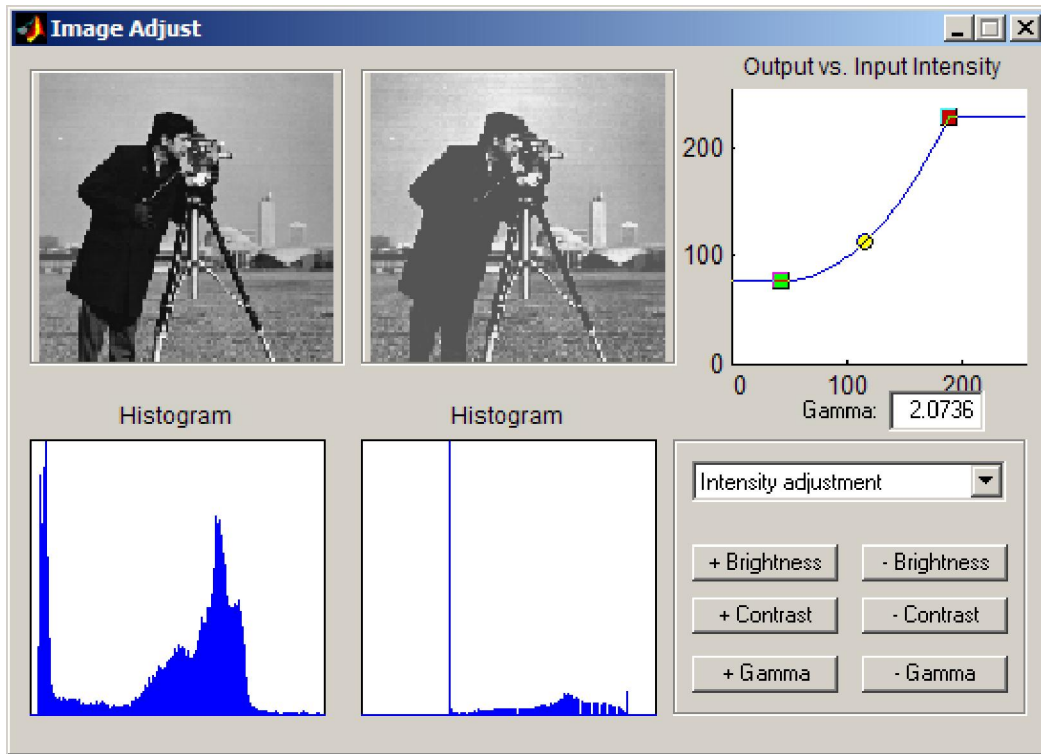 Image Adjust
Output vs. Input Intensity
200
100
0
0 100 200
Gamma: 2.0736
Histogram Histogram
Intensity adjustment
+ Brightness - Brightness
+ Contrast - Contrast
+ Gamma - Gamma